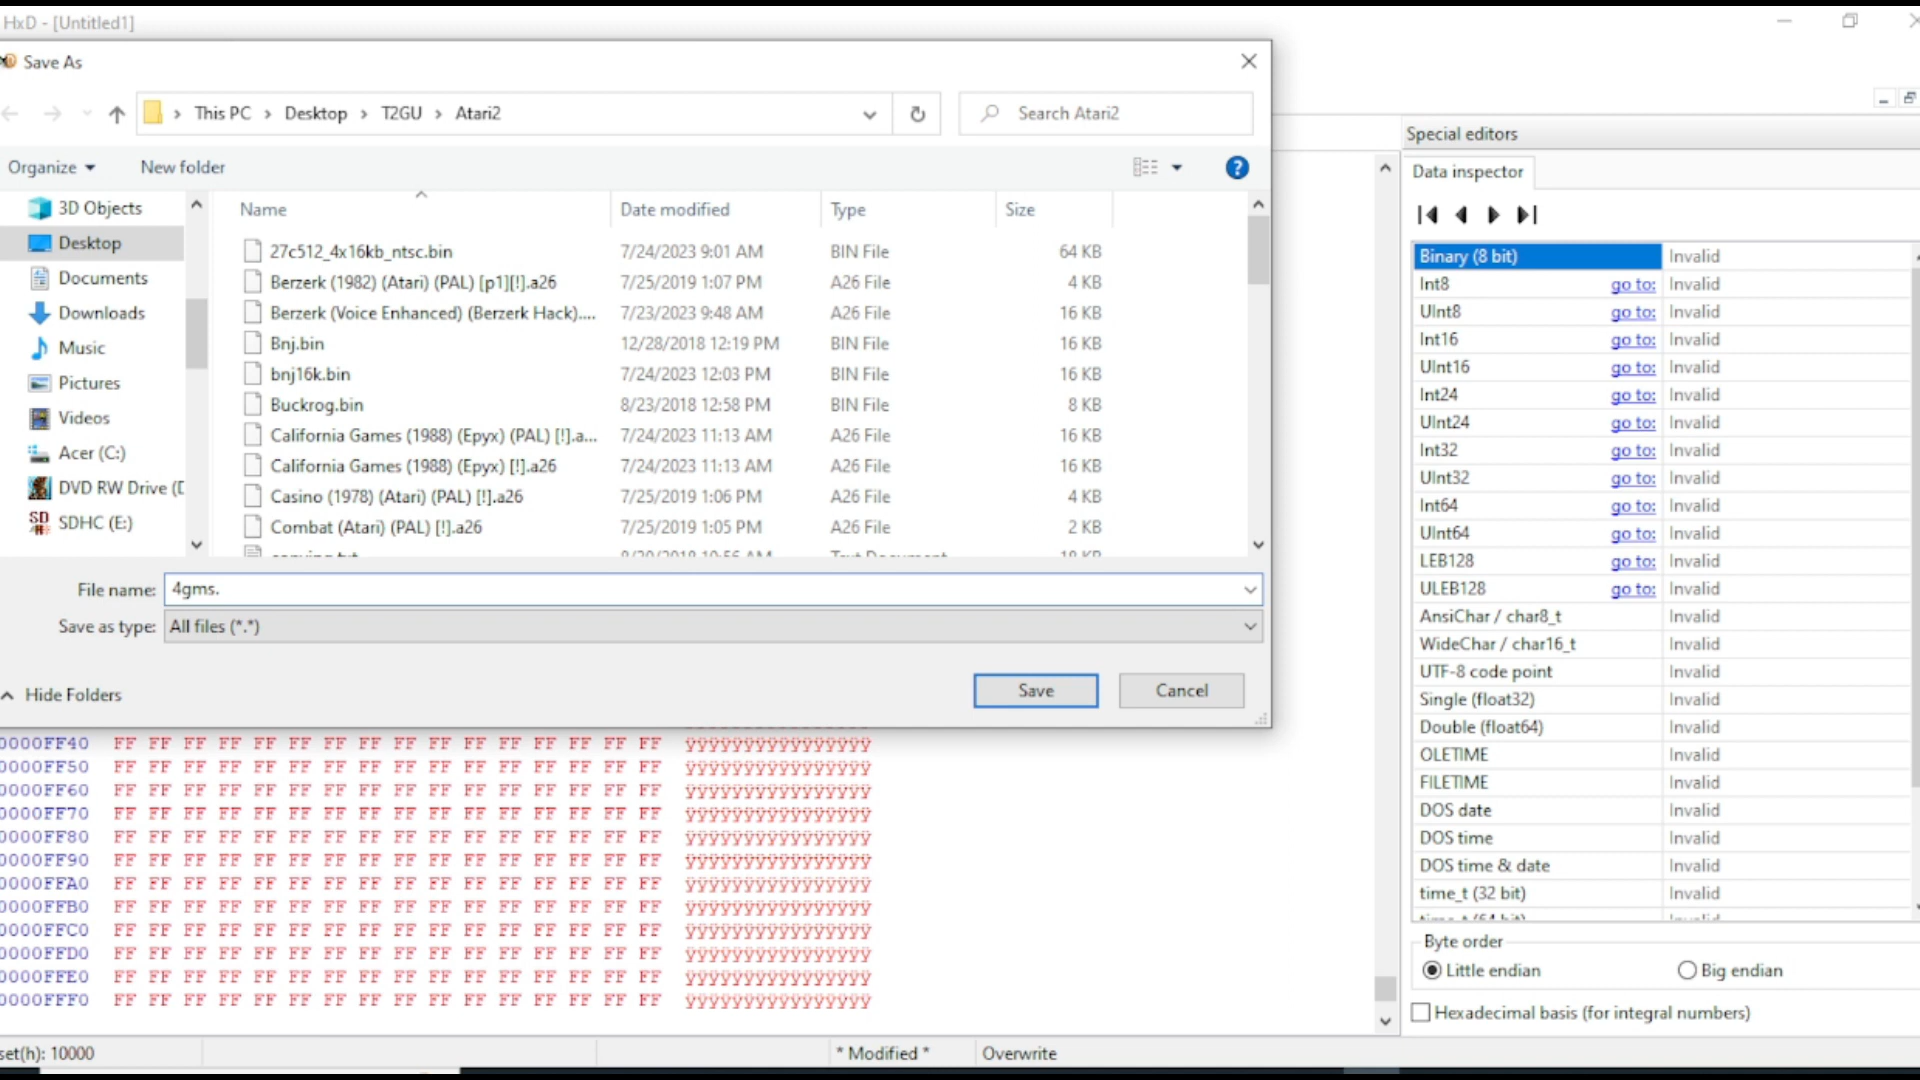 HxD - [Untitled1]
Save As
This PC > Desktop > T2GU > Atari2
Search Atari2
Organize
New folder
3D Objects
Desktop
Documents
Downloads
Music
Pictures
Videos
Acer (C:)
DVD RW Drive (D
SDHC (E:)
Name Date modified Type Size
27c512_4x16kb_ntsc.bin 7/24/2023 9:01 AM BIN File 64 KB
Berzerk (1982) (Atari) (PAL) [p1][!].a26 7/25/2019 1:07 PM A26 File 4 KB
Berzerk (Voice Enhanced) (Berzerk Hack).... 7/23/2023 9:48 AM A26 File 16 KB
Bnj.bin 12/28/2018 12:19 PM BIN File 16 KB
bnj16k.bin 7/24/2023 12:03 PM BIN File 16 KB
Buckrog.bin 8/23/2018 12:58 PM BIN File 8 KB
California Games (1988) (Epyx) (PAL) [!].a... 7/24/2023 11:13 AM A26 File 16 KB
California Games (1988) (Epyx) [!].a26 7/24/2023 11:13 AM A26 File 16 KB
Casino (1978) (Atari) (PAL) [!].a26 7/25/2019 1:06 PM A26 File 4 KB
Combat (Atari) (PAL) [!].a26 7/25/2019 1:05 PM A26 File 2 KB
File name: 4gms.
Save as type: All files (*.*)
Hide Folders
Save
Cancel
0000FF40 FF FF FF FF FF FF FF FF FF FF FF FF FF FF FF FF ÿÿÿÿÿÿÿÿÿÿÿÿÿÿÿÿ
0000FF50 FF FF FF FF FF FF FF FF FF FF FF FF FF FF FF FF ÿÿÿÿÿÿÿÿÿÿÿÿÿÿÿÿ
0000FF60 FF FF FF FF FF FF FF FF FF FF FF FF FF FF FF FF ÿÿÿÿÿÿÿÿÿÿÿÿÿÿÿÿ
0000FF70 FF FF FF FF FF FF FF FF FF FF FF FF FF FF FF FF ÿÿÿÿÿÿÿÿÿÿÿÿÿÿÿÿ
0000FF80 FF FF FF FF FF FF FF FF FF FF FF FF FF FF FF FF ÿÿÿÿÿÿÿÿÿÿÿÿÿÿÿÿ
0000FF90 FF FF FF FF FF FF FF FF FF FF FF FF FF FF FF FF ÿÿÿÿÿÿÿÿÿÿÿÿÿÿÿÿ
0000FFA0 FF FF FF FF FF FF FF FF FF FF FF FF FF FF FF FF ÿÿÿÿÿÿÿÿÿÿÿÿÿÿÿÿ
0000FFB0 FF FF FF FF FF FF FF FF FF FF FF FF FF FF FF FF ÿÿÿÿÿÿÿÿÿÿÿÿÿÿÿÿ
0000FFC0 FF FF FF FF FF FF FF FF FF FF FF FF FF FF FF FF ÿÿÿÿÿÿÿÿÿÿÿÿÿÿÿÿ
0000FFD0 FF FF FF FF FF FF FF FF FF FF FF FF FF FF FF FF ÿÿÿÿÿÿÿÿÿÿÿÿÿÿÿÿ
0000FFE0 FF FF FF FF FF FF FF FF FF FF FF FF FF FF FF FF ÿÿÿÿÿÿÿÿÿÿÿÿÿÿÿÿ
0000FFF0 FF FF FF FF FF FF FF FF FF FF FF FF FF FF FF FF ÿÿÿÿÿÿÿÿÿÿÿÿÿÿÿÿ
set(h): 10000
* Modified *
Overwrite
Special editors
Data inspector
Binary (8 bit) Invalid
Int8 go to: Invalid
UInt8 go to: Invalid
Int16 go to: Invalid
UInt16 go to: Invalid
Int24 go to: Invalid
UInt24 go to: Invalid
Int32 go to: Invalid
UInt32 go to: Invalid
Int64 go to: Invalid
UInt64 go to: Invalid
LEB128 go to: Invalid
ULEB128 go to: Invalid
AnsiChar / char8_t Invalid
WideChar / char16_t Invalid
UTF-8 code point Invalid
Single (float32) Invalid
Double (float64) Invalid
OLETIME Invalid
FILETIME Invalid
DOS date Invalid
DOS time Invalid
DOS time & date Invalid
time_t (32 bit) Invalid
Byte order
Little endian
Big endian
Hexadecimal basis (for integral numbers)